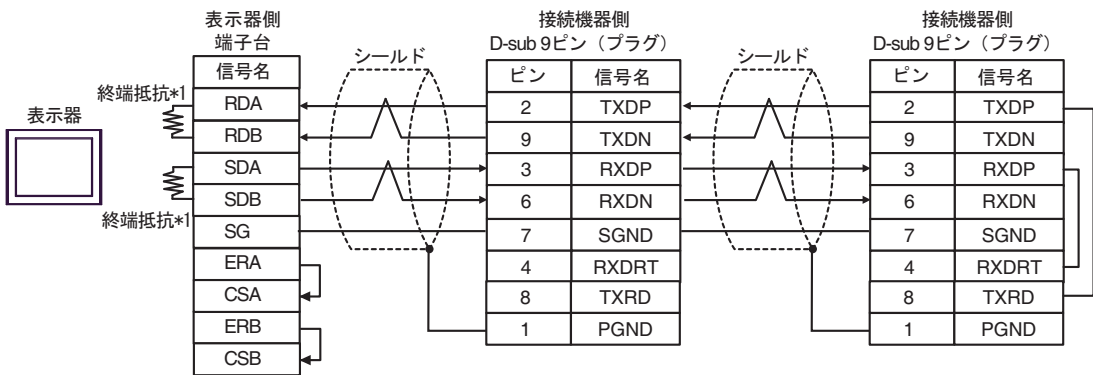 表示器側
端子台
接続機器側
D-sub 9ピン（プラグ）
接続機器側
D-sub 9ピン（プラグ）
シールド
シールド
表示器
終端抵抗*1
終端抵抗*1
信号名
RDA
RDB
SDA
SDB
SG
ERA
CSA
ERB
CSB
ピン 信号名
2 TXDP
9 TXDN
3 RXDP
6 RXDN
7 SGND
4 RXDRT
8 TXRD
1 PGND
ピン 信号名
2 TXDP
9 TXDN
3 RXDP
6 RXDN
7 SGND
4 RXDRT
8 TXRD
1 PGND